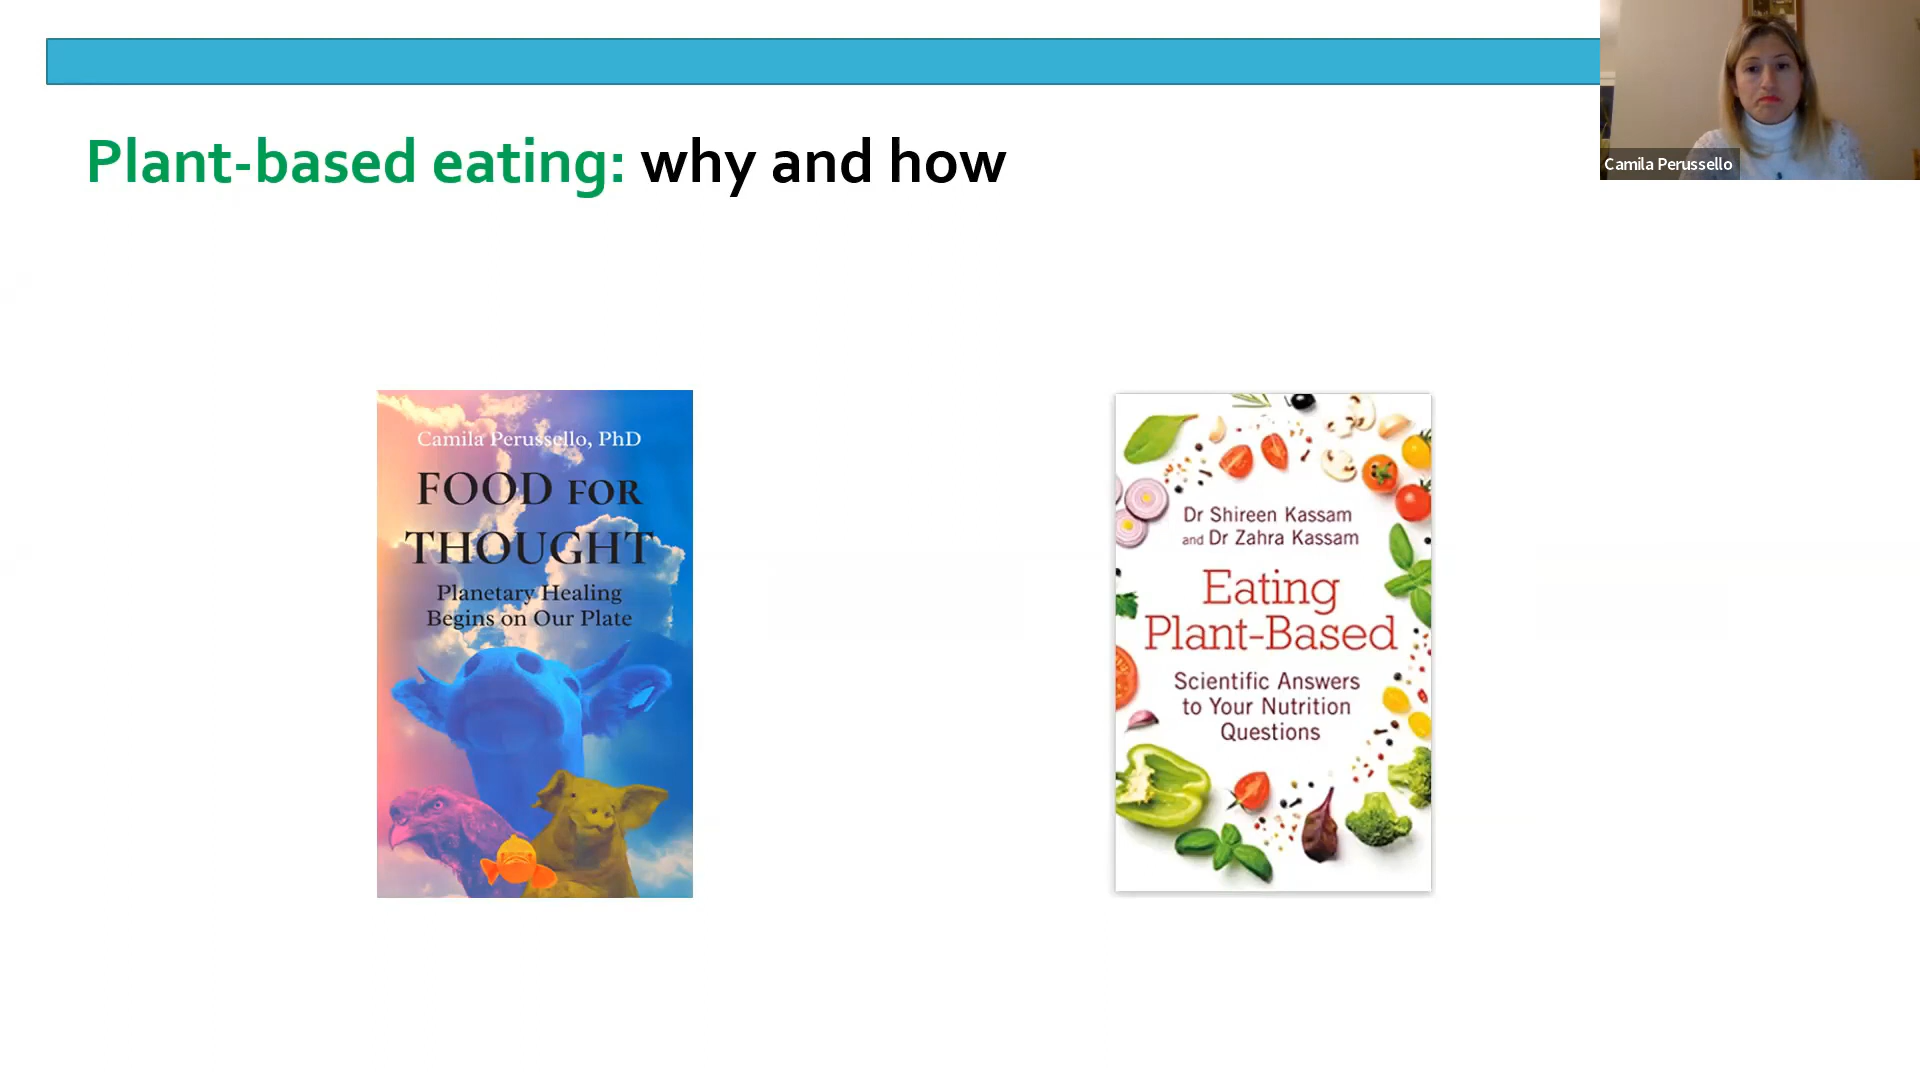 Plant-based eating: why and how
Camila Perussello
Camila Perussello, PhD
FOOD FOR
THOUGHT
Planetary Healing
Begins on Our Plate
Dr Shireen Kassam
and Dr Zahra Kassam
Eating
Plant-Based
Scientific Answers
to Your Nutrition
Questions